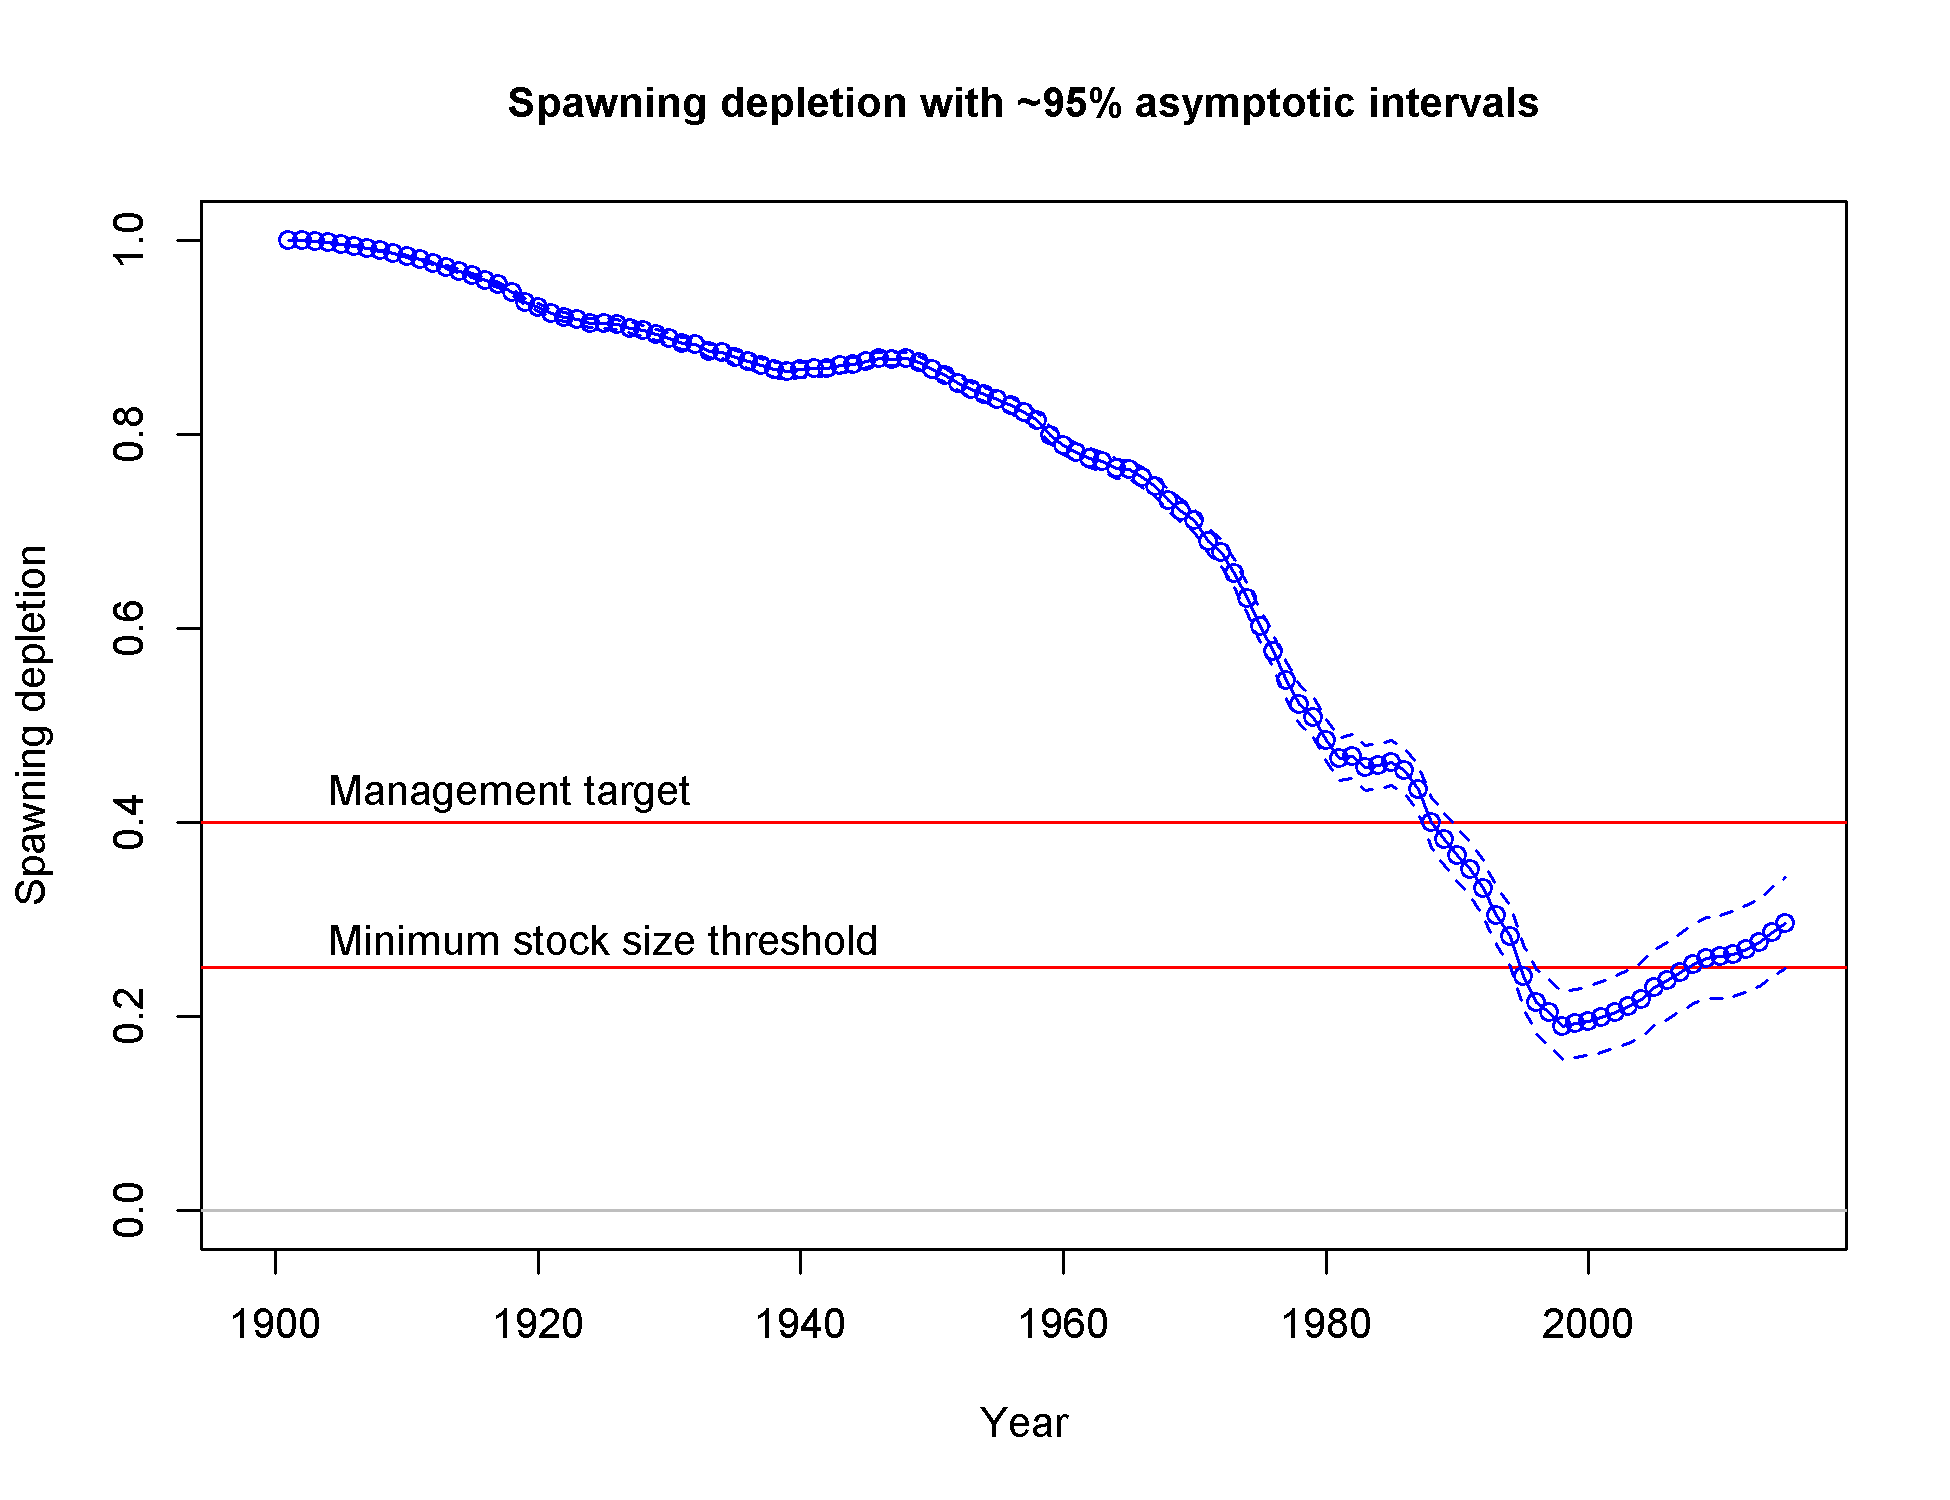 Spawning depletion with ~95% asymptotic intervals
Spawning depletion
1.0
0.8
0.6
0.4
0.2
0.0
Management target
Minimum stock size threshold
1900 1920 1940 1960 1980 2000
Year